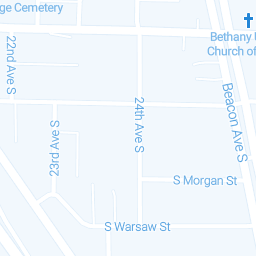 ge Cemetery
Bethany U
Church of
22nd Ave S
23rd Ave S
24th Ave S
Beacon Ave S
S Morgan St
S Warsaw St